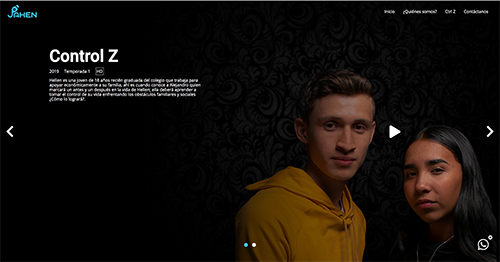 JAHEN
Inicio ¿Quiénes somos? Ctrl Z Contáctanos
Control Z
2019 Temporada 1 HD
Hellen es una joven de 18 años recién graduada del colegio que trabaja para
apoyar económicamente a su familia, ahí es cuando conoce a Alejandro quien
marcará un antes y un después en la vida de Hellen, ella deberá aprender a
tomar el control de su vida enfrentando los obstáculos familiares y sociales
¿Cómo lo logrará?.